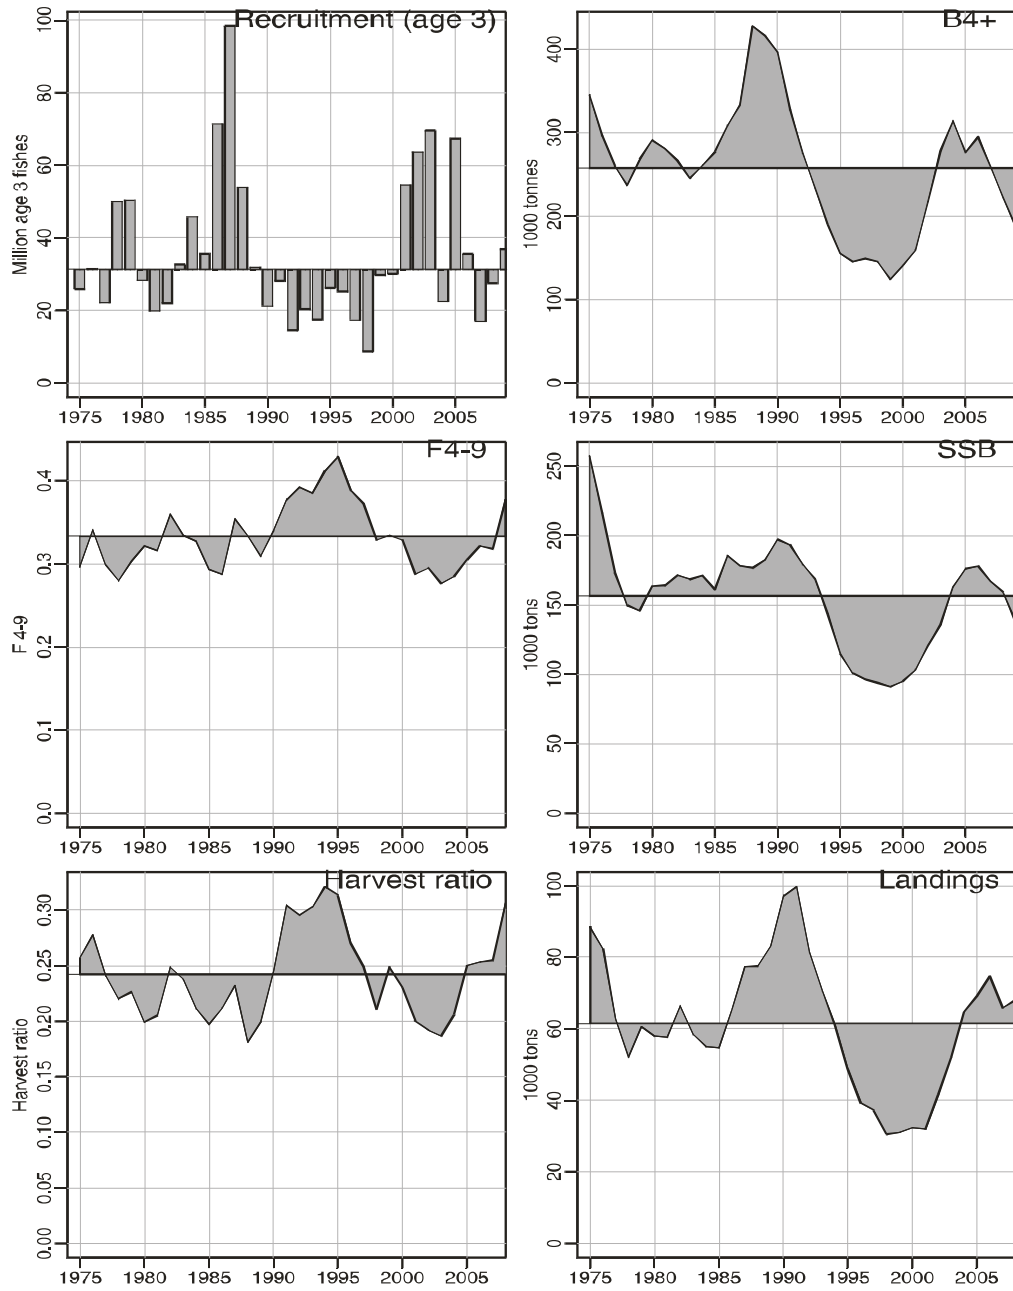 Recruitment (age 3)
Million age 3 fishes
100
80
60
40
20
0
1975 1980 1985 1990 1995 2000 2005
B4+
1000 tonnes
400
300
200
100
0
1975 1980 1985 1990 1995 2000 2005
F4-9
F 4-9
0.4
0.3
0.2
0.1
0.0
1975 1980 1985 1990 1995 2000 2005
SSB
1000 tons
250
200
150
100
50
0
1975 1980 1985 1990 1995 2000 2005
Harvest ratio
Harvest ratio
0.30
0.25
0.20
0.15
0.10
0.05
0.00
1975 1980 1985 1990 1995 2000 2005
Landings
1000 tons
100
80
60
40
20
0
1975 1980 1985 1990 1995 2000 2005